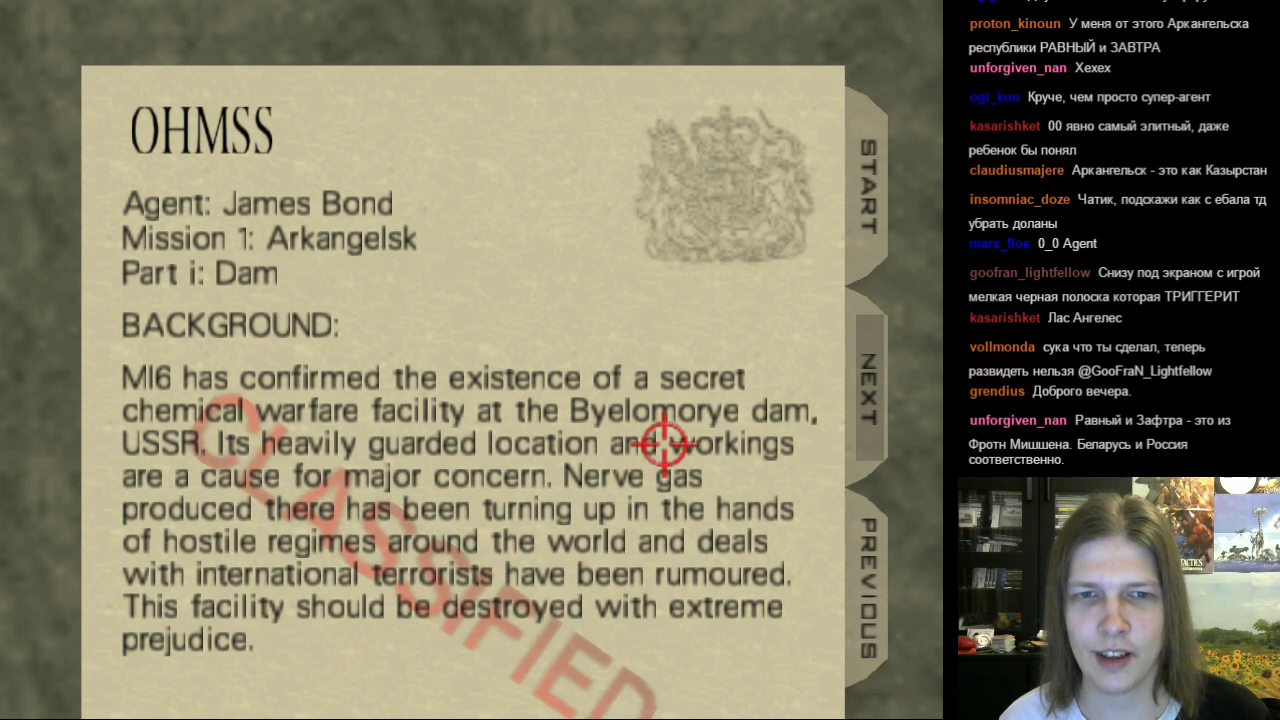 OHMSS
Agent: James Bond
Mission 1: Arkangelsk
Part i: Dam
BACKGROUND:
MI6 has confirmed the existence of a secret
chemical warfare facility at the Byelomorye dam,
USSR. Its heavily guarded location and workings
are a cause for major concern. Nerve gas
produced there has been turning up in the hands
of hostile regimes around the world and deals
with international terrorists have been rumoured.
This facility should be destroyed with extreme
prejudice.
CLASSIFIED
START
NEXT
PREVIOUS
proton_kinoun У меня от этого Аркангельска
республики РАВНЫЙ и ЗАВТРА
unforgiven_nan Хехех
ogi_kun Круче, чем просто супер-агент
kasarishket 00 явно самый элитный, даже
ребенок бы понял
claudiusmajere Аркангельск - это как Казырстан
insomniac_doze Чатик, подскажи как с ебала тд
убрать доланы
marx_floe 0_0 Agent
goofran_lightfellow Снизу под экраном с игрой
мелкая черная полоска которая ТРИГГЕРИТ
kasarishket Лас Ангелес
vollmonda сука что ты сделал, теперь
развидеть нельзя @GooFraN_Lightfellow
grendius Доброго вечера.
unforgiven_nan Равный и Зафтра - это из
Фротн Мишшена. Беларусь и Россия
соответственно.